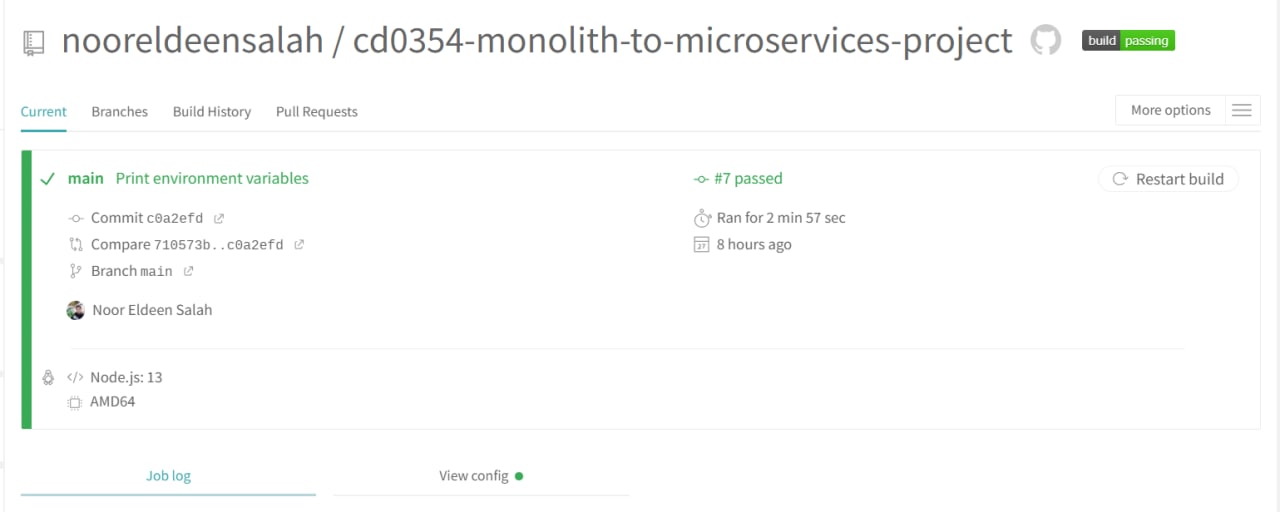 nooreldeensalah / cd0354-monolith-to-microservices-project build passing
Current Branches Build History Pull Requests More options
main Print environment variables #7 passed Restart build
Commit c0a2efd Ran for 2 min 57 sec
Compare 710573b..c0a2efd 27 8 hours ago
Branch main
Noor Eldeen Salah
</> Node.js: 13
AMD64
Job log View config